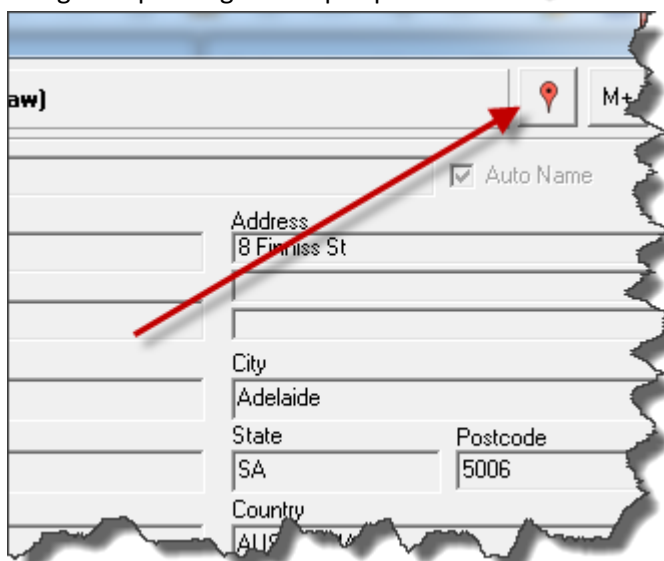 aw)
M+
Auto Name
Address
8 Finniss St
City
Adelaide
State Postcode
SA 5006
Country